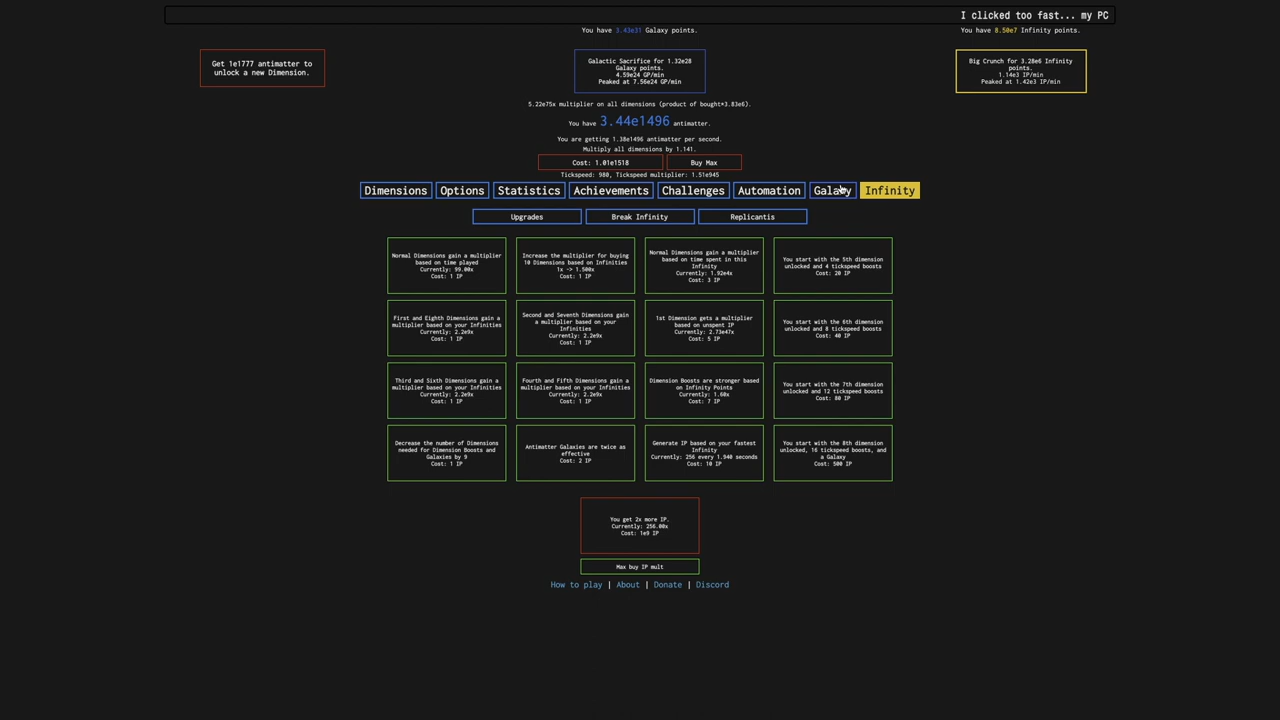 I clicked too fast... my PC
You have 3.43e31 Galaxy points.
You have 8.50e7 Infinity points.
Get 1e1777 antimatter to
unlock a new Dimension.
Galactic Sacrifice for 1.32e28
Galaxy points.
4.59e24 GP/min
Peaked at 7.56e24 GP/min
Big Crunch for 3.28e6 Infinity
points.
1.14e3 IP/min
Peaked at 1.42e3 IP/min
5.22e75x multiplier on all dimensions (product of bought*3.83e6).
You have 3.44e1496 antimatter.
You are getting 1.38e1496 antimatter per second.
Multiply all dimensions by 1.141.
Cost: 1.01e1518
Buy Max
Tickspeed: 980, Tickspeed multiplier: 1.51e945
Dimensions
Options
Statistics
Achievements
Challenges
Automation
Galaxy
Infinity
Upgrades
Break Infinity
Replicantis
Normal Dimensions gain a multiplier
based on time played
Currently: 99.00x
Cost: 1 IP
Increase the multiplier for buying
10 Dimensions based on Infinities
1x -> 1.500x
Cost: 1 IP
Normal Dimensions gain a multiplier
based on time spent in this
Infinity
Currently: 1.92e4x
Cost: 3 IP
You start with the 5th dimension
unlocked and 4 tickspeed boosts
Cost: 20 IP
First and Eighth Dimensions gain a
multiplier based on your Infinities
Currently: 2.2e9x
Cost: 1 IP
Second and Seventh Dimensions gain
a multiplier based on your
Infinities
Currently: 2.2e9x
Cost: 1 IP
1st Dimension gets a multiplier
based on unspent IP
Currently: 2.73e47x
Cost: 5 IP
You start with the 6th dimension
unlocked and 8 tickspeed boosts
Cost: 40 IP
Third and Sixth Dimensions gain a
multiplier based on your Infinities
Currently: 2.2e9x
Cost: 1 IP
Fourth and Fifth Dimensions gain a
multiplier based on your Infinities
Currently: 2.2e9x
Cost: 1 IP
Dimension Boosts are stronger based
on Infinity Points
Currently: 1.60x
Cost: 7 IP
You start with the 7th dimension
unlocked and 12 tickspeed boosts
Cost: 80 IP
Decrease the number of Dimensions
needed for Dimension Boosts and
Galaxies by 9
Cost: 1 IP
Antimatter Galaxies are twice as
effective
Cost: 2 IP
Generate IP based on your fastest
Infinity
Currently: 256 every 1.940 seconds
Cost: 10 IP
You start with the 8th dimension
unlocked, 16 tickspeed boosts, and
a Galaxy
Cost: 500 IP
You get 2x more IP.
Currently: 256.00x
Cost: 1e9 IP
Max buy IP mult
How to play | About | Donate | Discord